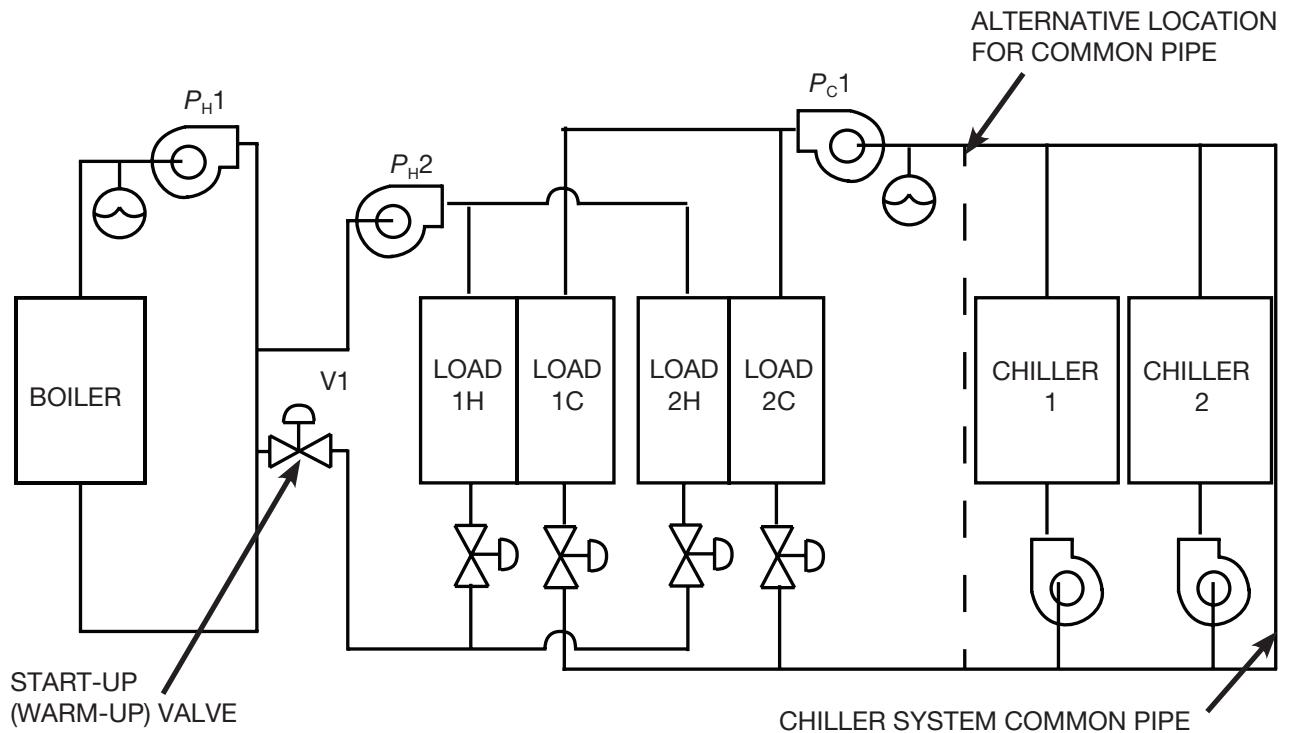 ALTERNATIVE LOCATION
FOR COMMON PIPE
PH1
PC1
PH2
V1
BOILER
LOAD
1H
LOAD
1C
LOAD
2H
LOAD
2C
CHILLER
1
CHILLER
2
START-UP
(WARM-UP) VALVE
CHILLER SYSTEM COMMON PIPE